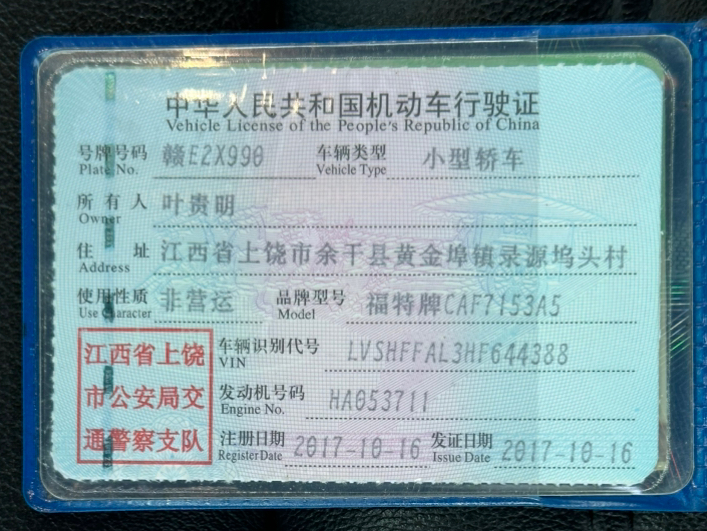 中华人民共和国机动车行驶证
Vehicle License of the People's Republic of China
号牌号码 赣E2X990 车辆类型 小型轿车
Plate No. Vehicle Type
所有人 叶贵明
Owner
住址 江西省上饶市余干县黄金埠镇录源坞头村
Address
使用性质 非营运 品牌型号 福特牌CAF7153A5
Use Character Model
江西省上饶
市公安局交
通警察支队
车辆识别代号 LVSHFFAL3HF644388
VIN
发动机号码 HA053711
Engine No.
注册日期 2017-10-16 发证日期 2017-10-16
Register Date Issue Date